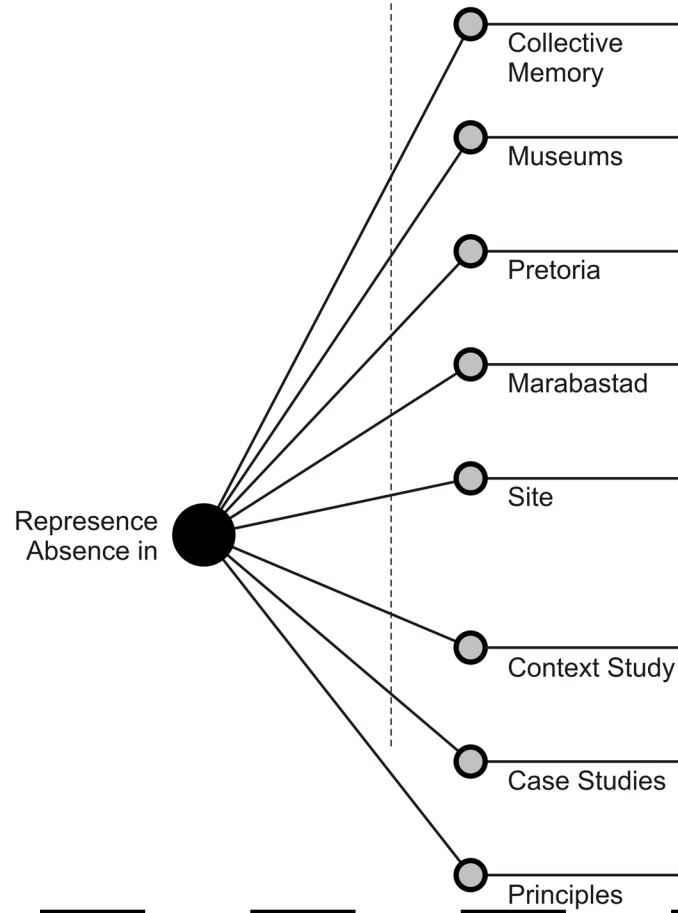 Collective
Memory
Museums
Pretoria
Marabastad
Site
Represence
Absence in
Context Study
Case Studies
Principles